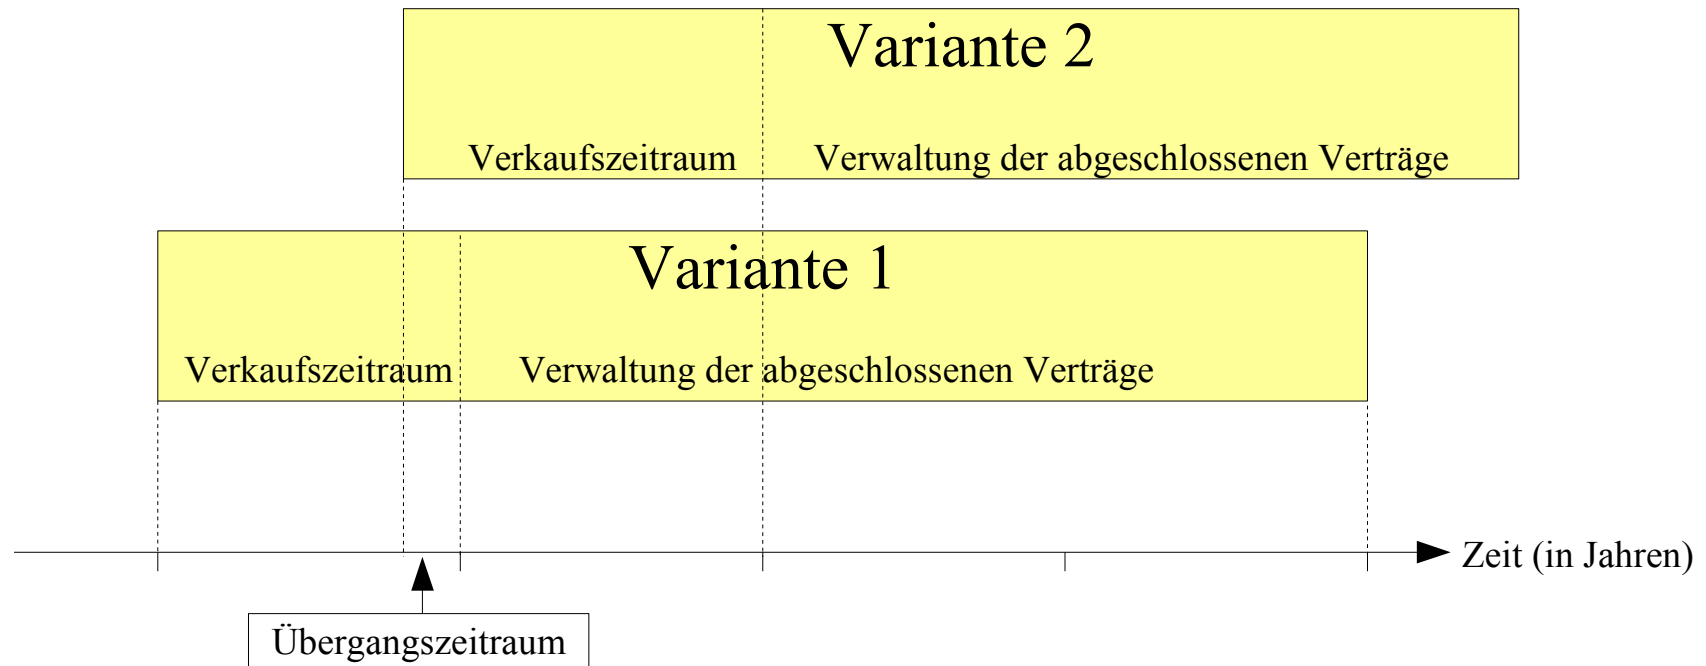 Variante 2
Verkaufszeitraum
Verwaltung der abgeschlossenen Verträge
Variante 1
Verkaufszeitraum
Verwaltung der abgeschlossenen Verträge
Zeit (in Jahren)
Übergangszeitraum